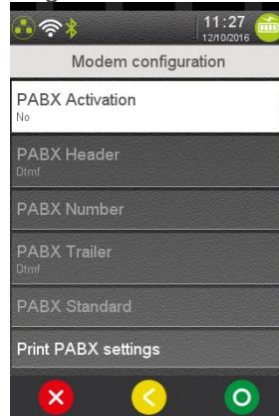 11:27
12/10/2016
Modem configuration
PABX Activation
No
PABX Header
Dtmf
PABX Number
PABX Trailer
Dtmf
PABX Standard
Print PABX settings